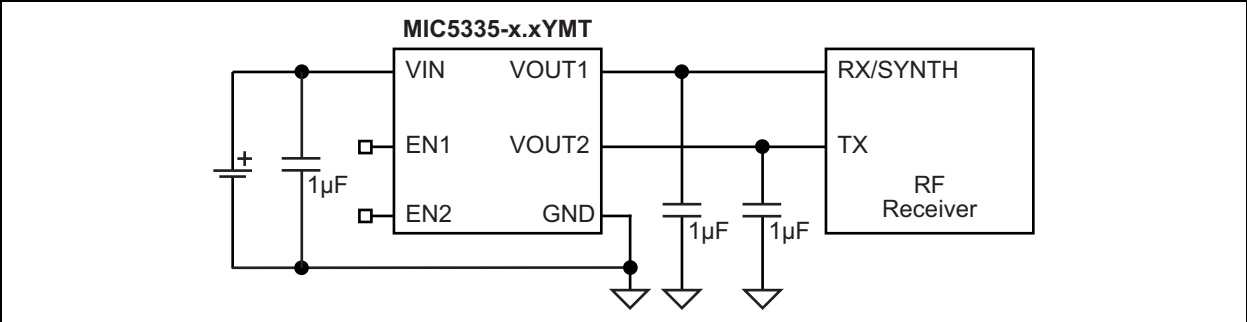 MIC5335-x.xYMT
VIN VOUT1
EN1 VOUT2
EN2 GND
RX/SYNTH
TX
RF
Receiver
+
1µF
1µF
1µF